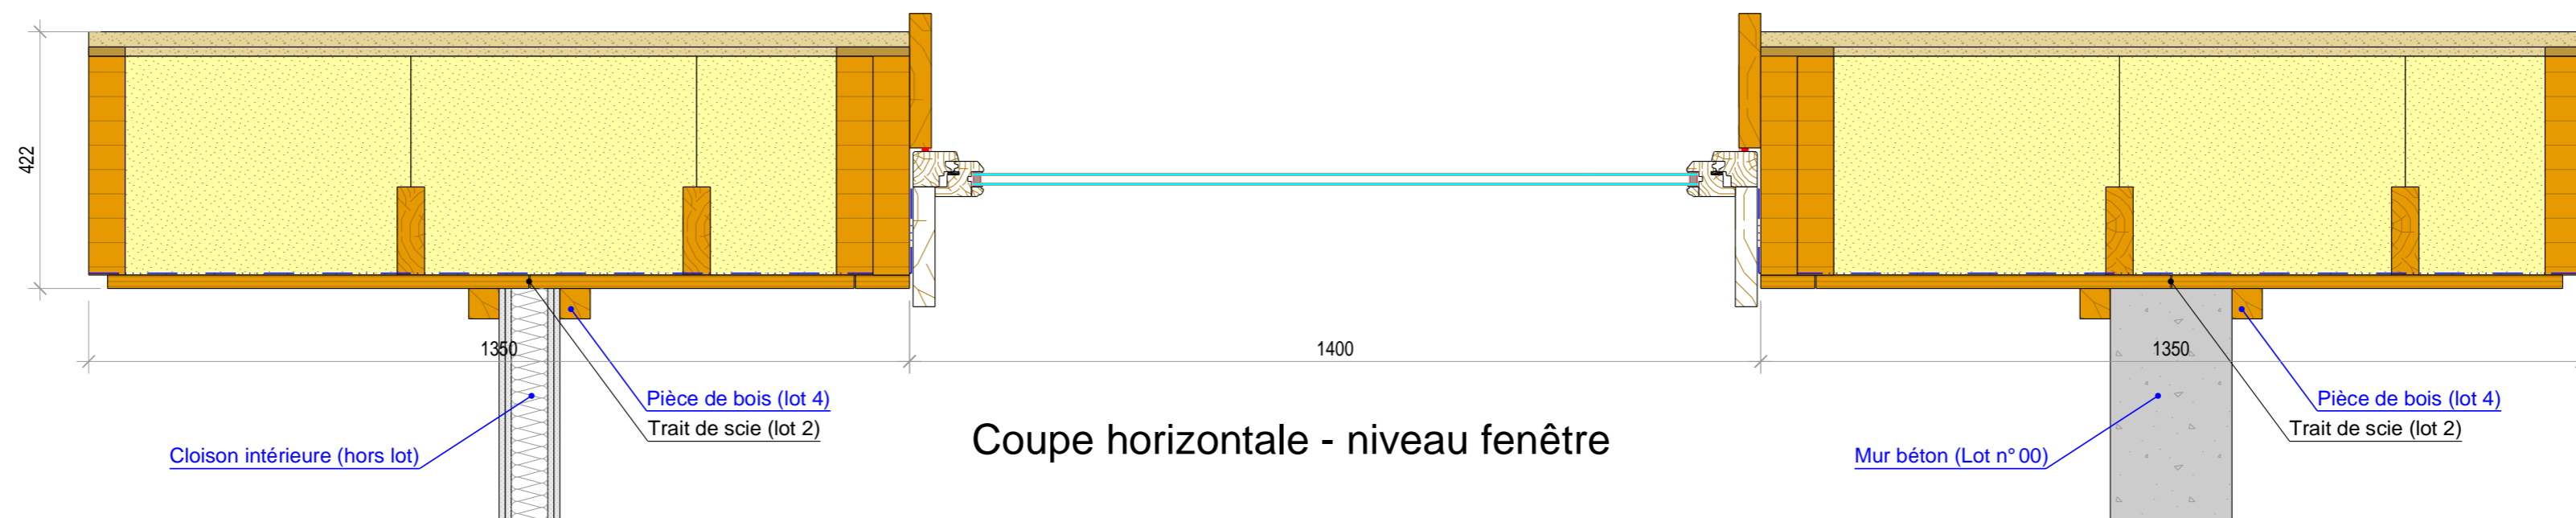 422
1350
1400
1350
Pièce de bois (lot 4)
Trait de scie (lot 2)
Cloison intérieure (hors lot)
Coupe horizontale - niveau fenêtre
Pièce de bois (lot 4)
Trait de scie (lot 2)
Mur béton (Lot n°00)